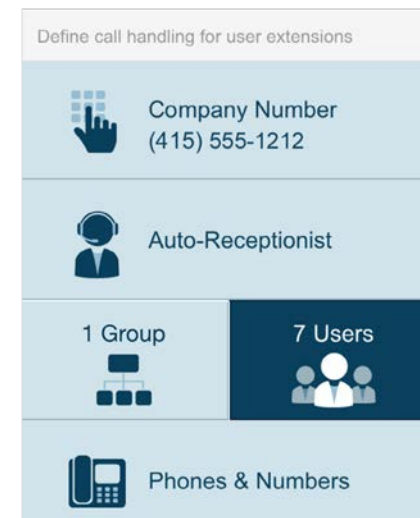 Define call handling for user extensions
Company Number
(415) 555-1212
Auto-Receptionist
1 Group
7 Users
Phones & Numbers